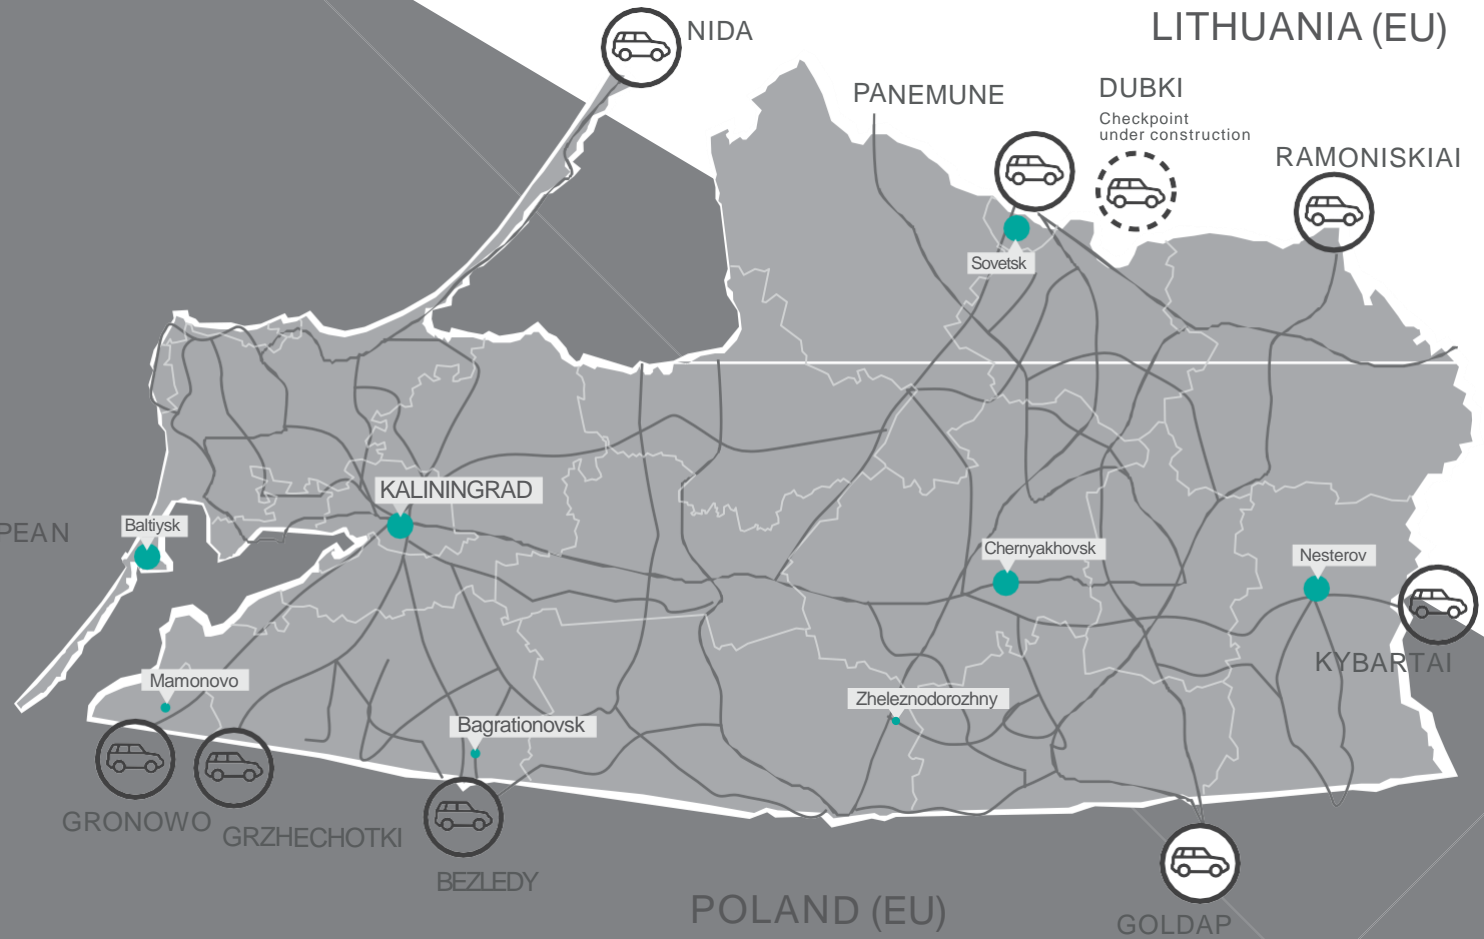 LITHUANIA (EU)
NIDA
PANEMUNE
DUBKI
Checkpoint
under construction
RAMONISKIAI
Sovetsk
KALININGRAD
PEAN
Baltiysk
Chernyakhovsk
Nesterov
KYBARTAI
Mamonovo
Zheleznodorozhny
Bagrationovsk
GRONOWO
GRZHECHOTKI
BEZLEDY
POLAND (EU)
GOLDAP